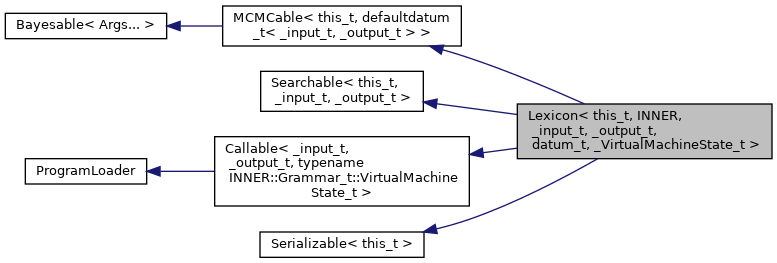 Bayesable< Args... >
MCMCable< this_t, defaultdatum
_t< _input_t, _output_t > >
Searchable< this_t,
_input_t, _output_t >
Lexicon< this_t, INNER,
_input_t, _output_t,
datum_t, _VirtualMachineState_t >
Callable< _input_t,
_output_t, typename
INNER::Grammar_t::VirtualMachine
State_t >
ProgramLoader
Serializable< this_t >